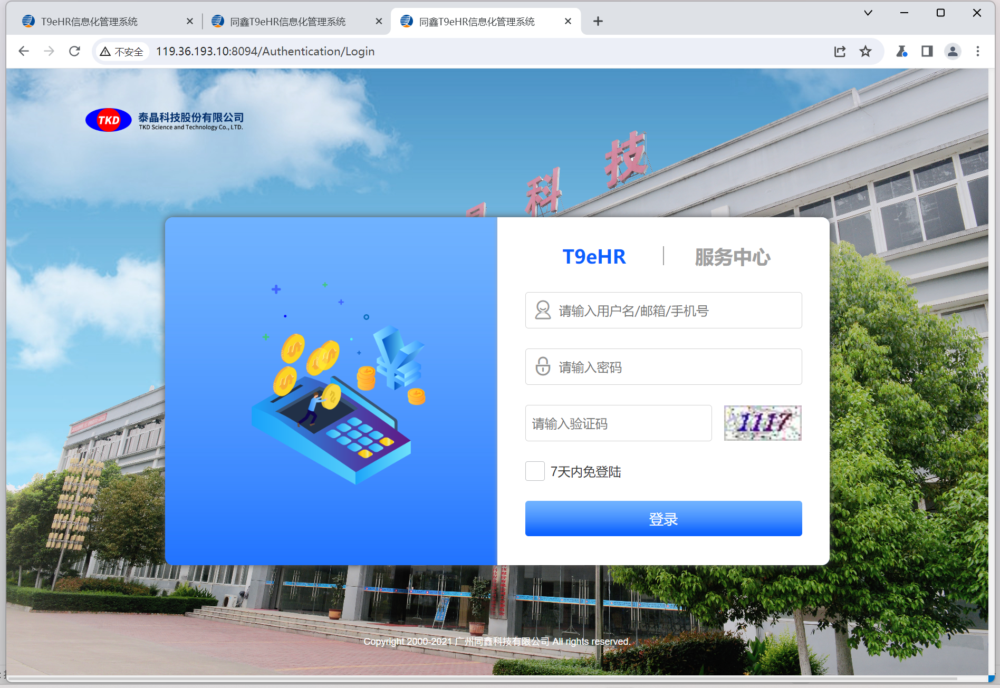 T9eHR信息化管理系统
同鑫T9eHR信息化管理系统
同鑫T9eHR信息化管理系统
不安全
119.36.193.10:8094/Authentication/Login
TKD
泰晶科技股份有限公司
TKD Science and Technology Co., LTD.
科 技
T9eHR
服务中心
请输入用户名/邮箱/手机号
请输入密码
请输入验证码
1117
7天内免登陆
登录
Copyright 2000-2021 广州同鑫科技有限公司 All rights reserved.